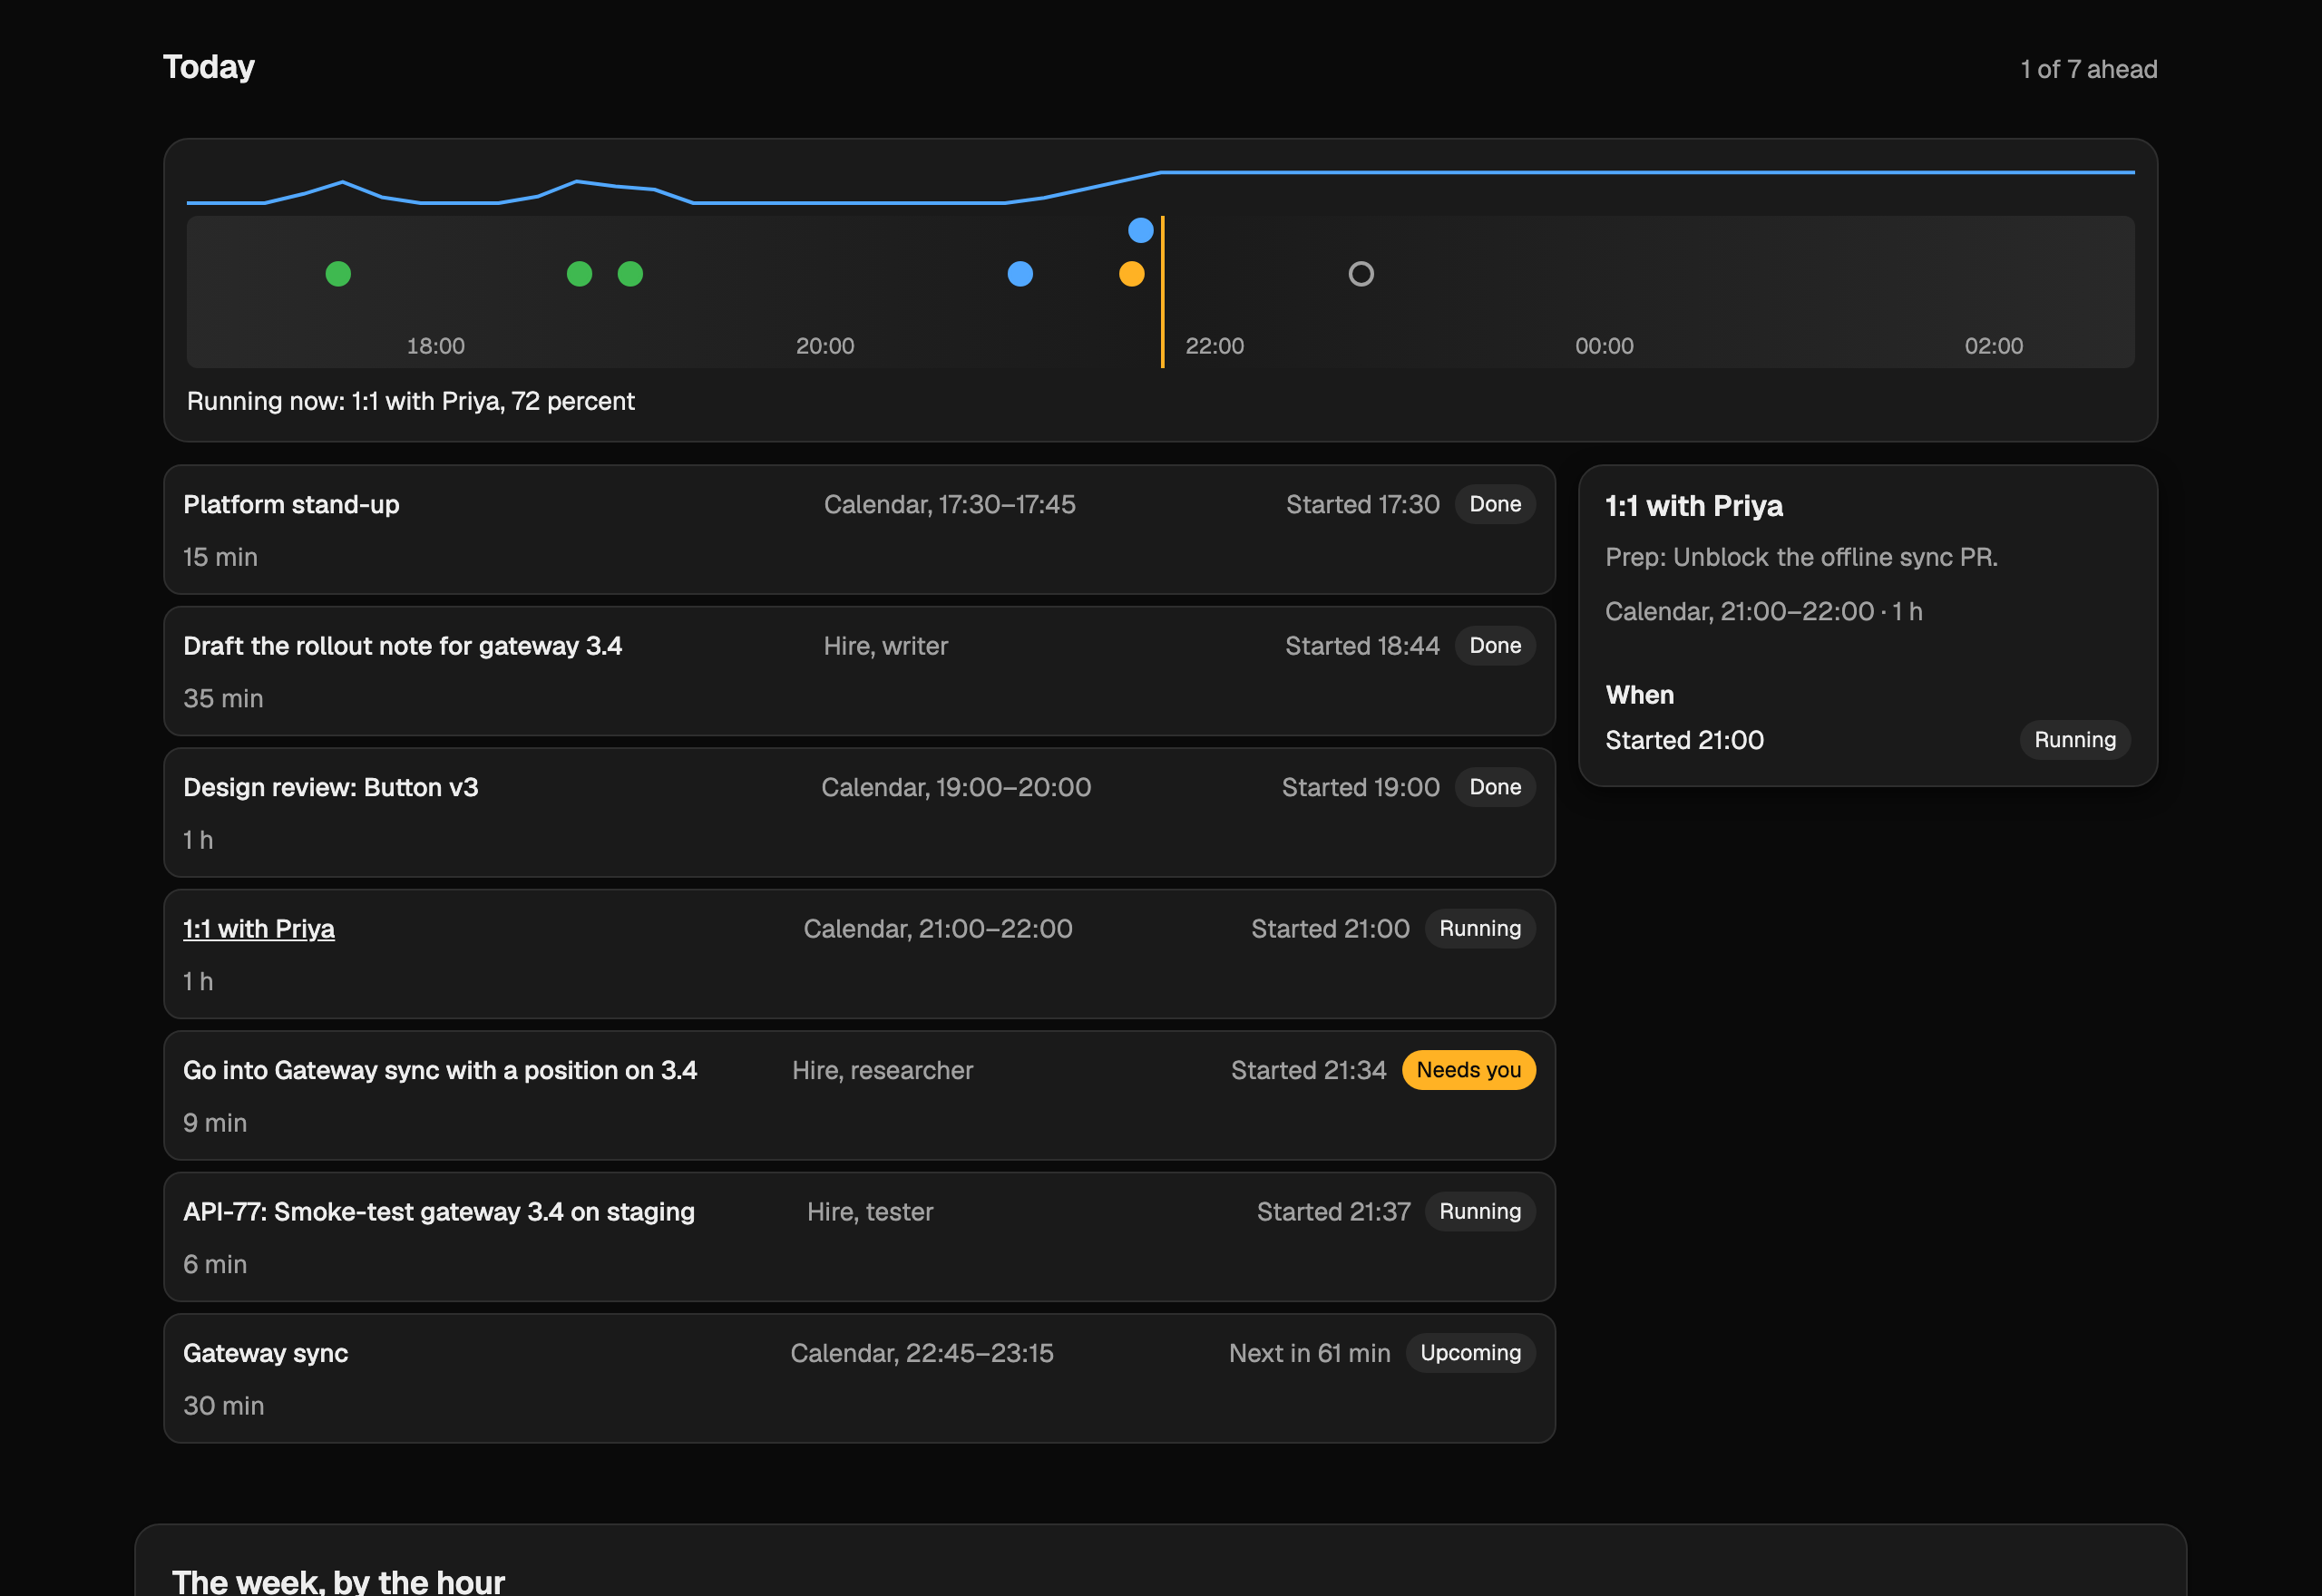 Today
1 of 7 ahead
18:00 20:00 22:00 00:00 02:00
Running now: 1:1 with Priya, 72 percent
Platform stand-up Calendar, 17:30–17:45 Started 17:30 Done
15 min
Draft the rollout note for gateway 3.4 Hire, writer Started 18:44 Done
35 min
Design review: Button v3 Calendar, 19:00–20:00 Started 19:00 Done
1 h
1:1 with Priya Calendar, 21:00–22:00 Started 21:00 Running
1 h
Go into Gateway sync with a position on 3.4 Hire, researcher Started 21:34 Needs you
9 min
API-77: Smoke-test gateway 3.4 on staging Hire, tester Started 21:37 Running
6 min
Gateway sync Calendar, 22:45–23:15 Next in 61 min Upcoming
30 min
1:1 with Priya
Prep: Unblock the offline sync PR.
Calendar, 21:00–22:00 · 1 h
When
Started 21:00 Running
The week, by the hour